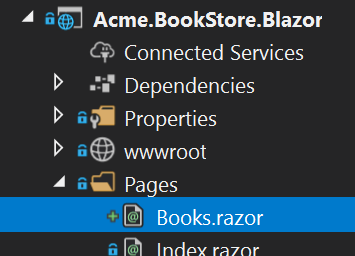 Acme.BookStore.Blazor
Connected Services
Dependencies
Properties
wwwroot
Pages
Books.razor
Index.razor